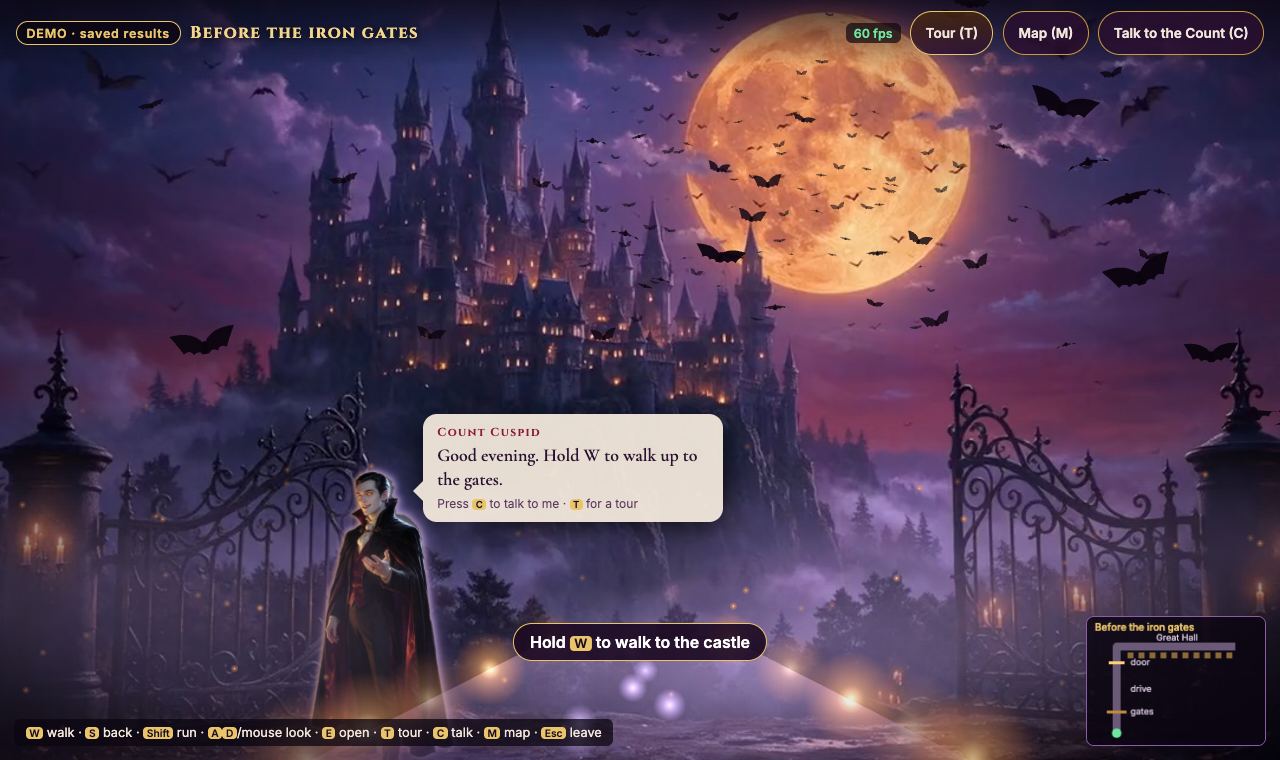 DEMO · saved results
BEFORE THE IRON GATES
60 fps
Tour (T)
Map (M)
Talk to the Count (C)
COUNT CUSPID
Good evening. Hold W to walk up to
the gates.
Press C to talk to me · T for a tour
Hold W to walk to the castle
Before the iron gates
Great Hall
door
drive
gates
W walk · S back · Shift run · A D/mouse look · E open · T tour · C talk · M map · Esc leave